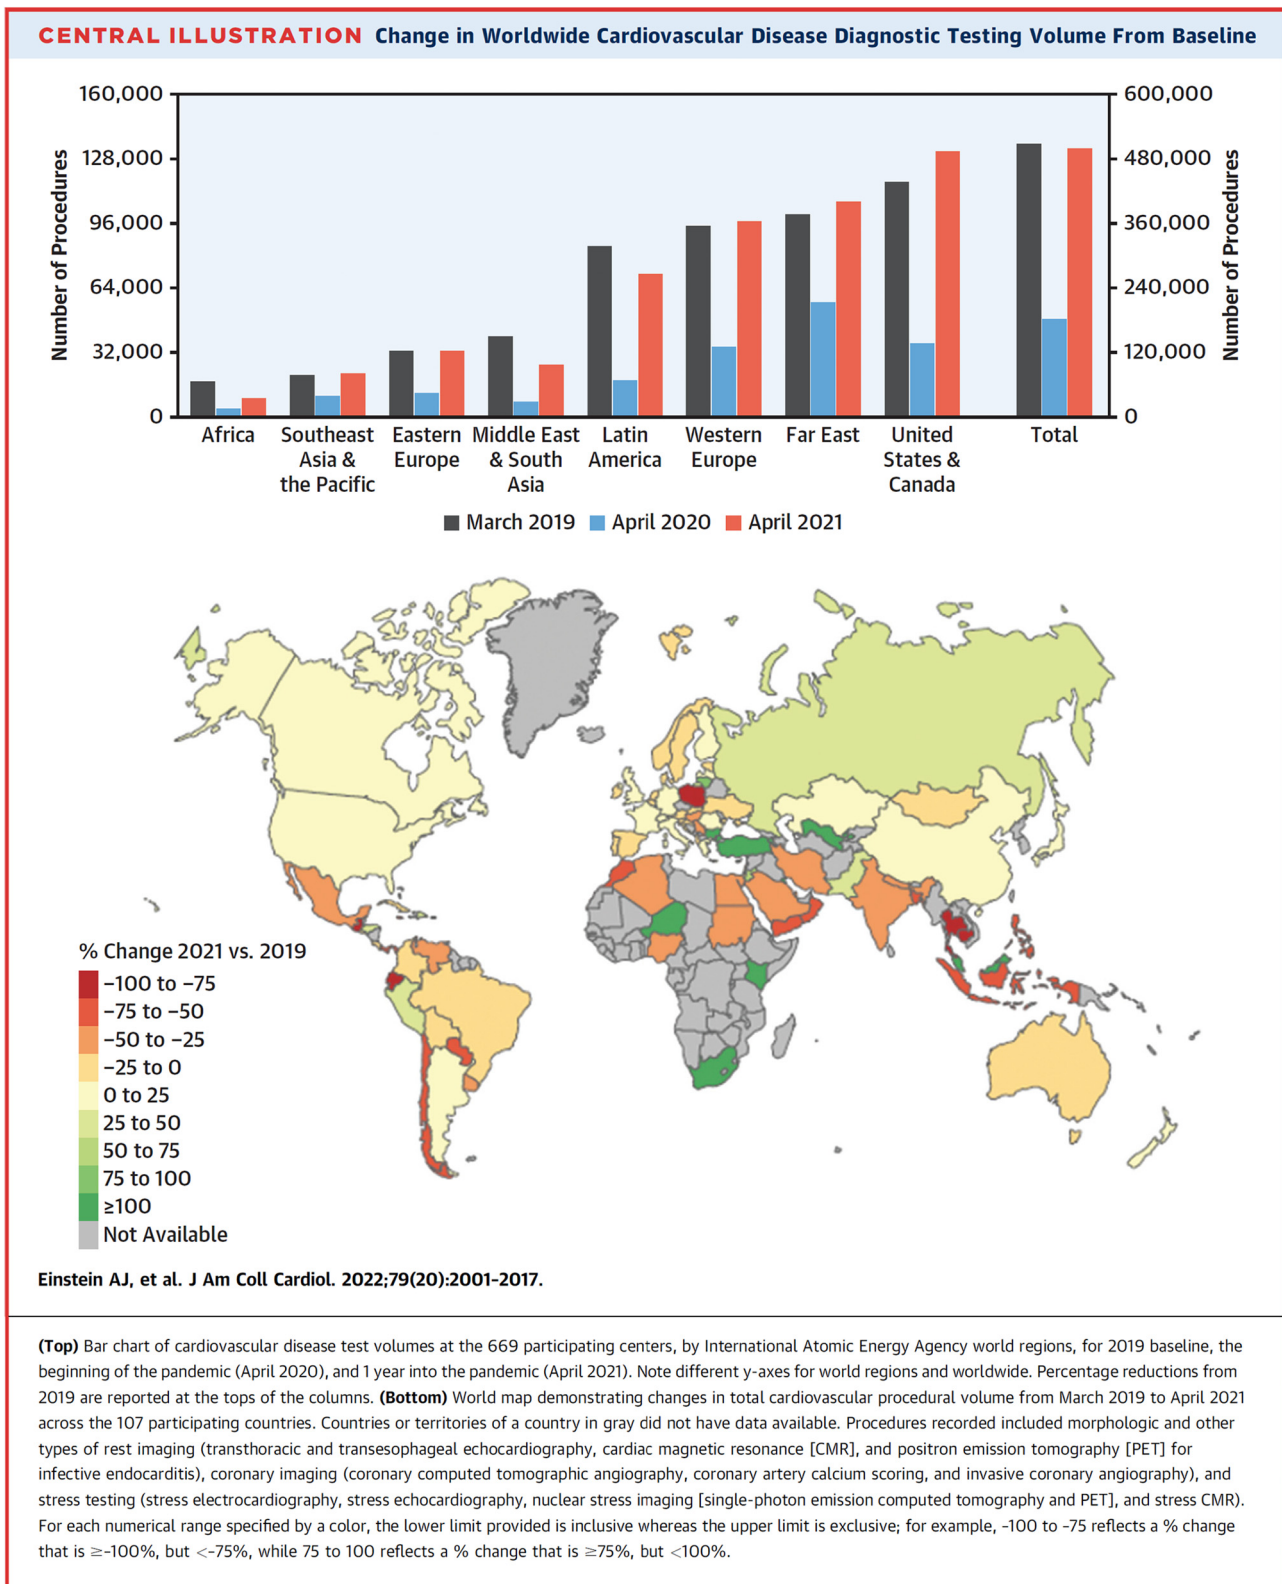 CENTRAL ILLUSTRATION Change in Worldwide Cardiovascular Disease Diagnostic Testing Volume From Baseline
160,000
128,000
96,000
64,000
32,000
0
Number of Procedures
600,000
480,000
360,000
240,000
120,000
0
Number of Procedures
Africa
Southeast
Asia &
the Pacific
Eastern
Europe
Middle East
& South
Asia
Latin
America
Western
Europe
Far East
United
States &
Canada
Total
March 2019 April 2020 April 2021
% Change 2021 vs. 2019
–100 to –75
–75 to –50
–50 to –25
–25 to 0
0 to 25
25 to 50
50 to 75
75 to 100
≥100
Not Available
Einstein AJ, et al. J Am Coll Cardiol. 2022;79(20):2001–2017.
(Top) Bar chart of cardiovascular disease test volumes at the 669 participating centers, by International Atomic Energy Agency world regions, for 2019 baseline, the
beginning of the pandemic (April 2020), and 1 year into the pandemic (April 2021). Note different y-axes for world regions and worldwide. Percentage reductions from
2019 are reported at the tops of the columns. (Bottom) World map demonstrating changes in total cardiovascular procedural volume from March 2019 to April 2021
across the 107 participating countries. Countries or territories of a country in gray did not have data available. Procedures recorded included morphologic and other
types of rest imaging (transthoracic and transesophageal echocardiography, cardiac magnetic resonance [CMR], and positron emission tomography [PET] for
infective endocarditis), coronary imaging (coronary computed tomographic angiography, coronary artery calcium scoring, and invasive coronary angiography), and
stress testing (stress electrocardiography, stress echocardiography, nuclear stress imaging [single-photon emission computed tomography and PET], and stress CMR).
For each numerical range specified by a color, the lower limit provided is inclusive whereas the upper limit is exclusive; for example, –100 to –75 reflects a % change
that is ≥–100%, but <–75%, while 75 to 100 reflects a % change that is ≥75%, but <100%.